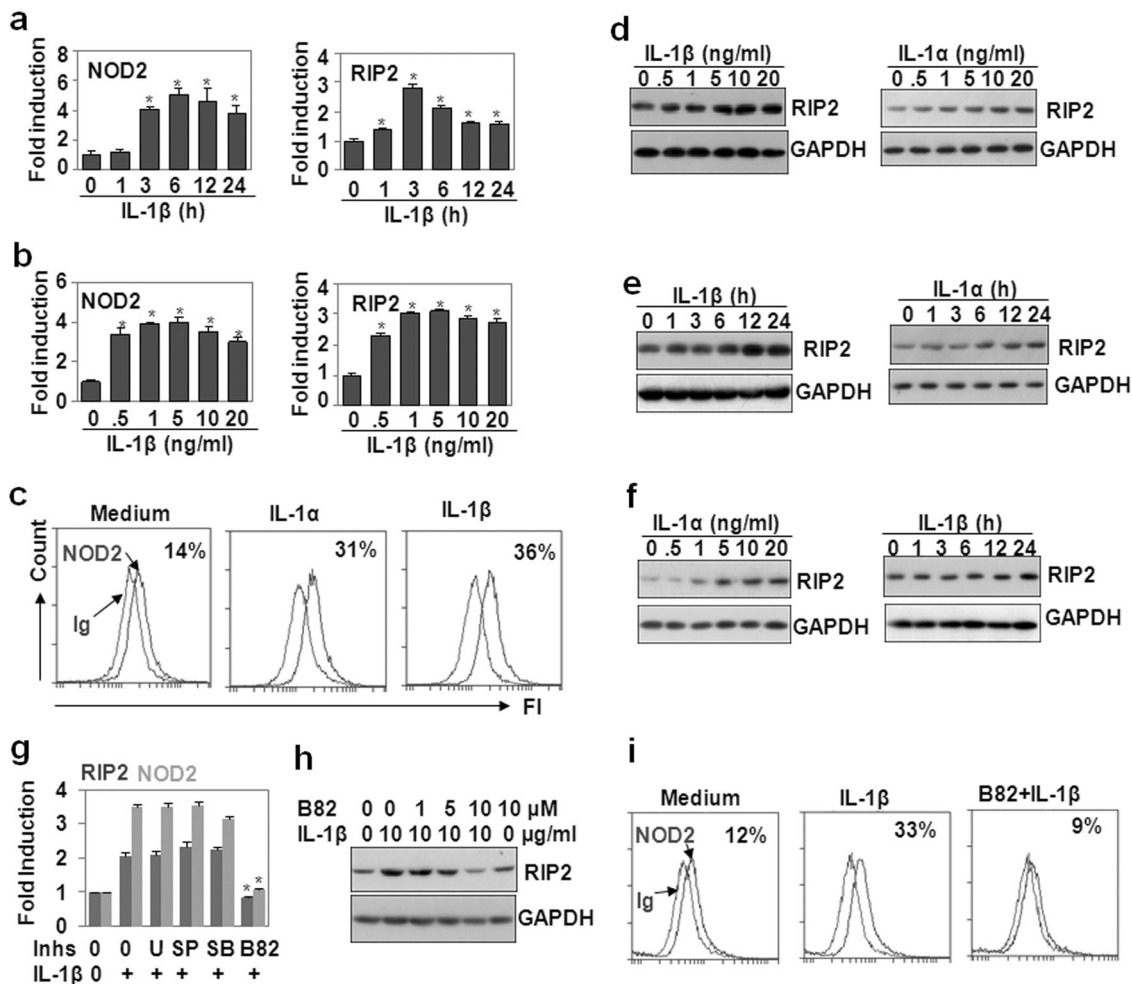 a
NOD2
Fold induction
6
4
2
0
0 1 3 6 12 24
IL-1β (h)
* * * *
RIP2
Fold induction
4
3
2
1
0
0 1 3 6 12 24
IL-1β (h)
* * * * *
b
NOD2
Fold induction
6
4
2
0
0 .5 1 5 10 20
IL-1β (ng/ml)
* * * * *
RIP2
Fold induction
4
3
2
1
0
0 .5 1 5 10 20
IL-1β (ng/ml)
* * * * *
c
Medium
IL-1α
IL-1β
Count
NOD2
Ig
14%
31%
36%
FI
d
IL-1β (ng/ml)
0 .5 1 5 10 20
RIP2
GAPDH
IL-1α (ng/ml)
0 .5 1 5 10 20
RIP2
GAPDH
e
IL-1β (h)
0 1 3 6 12 24
RIP2
GAPDH
IL-1α (h)
0 1 3 6 12 24
RIP2
GAPDH
f
IL-1α (ng/ml)
0 .5 1 5 10 20
RIP2
GAPDH
IL-1β (h)
0 1 3 6 12 24
RIP2
GAPDH
g
RIP2 NOD2
Fold Induction
4
3
2
1
0
* *
Inhs 0 0 U SP SB B82
IL-1β 0 + + + + +
h
B82 0 0 1 5 10 10 µM
IL-1β 0 10 10 10 10 0 µg/ml
RIP2
GAPDH
i
Medium
IL-1β
B82+IL-1β
NOD2
Ig
12%
33%
9%